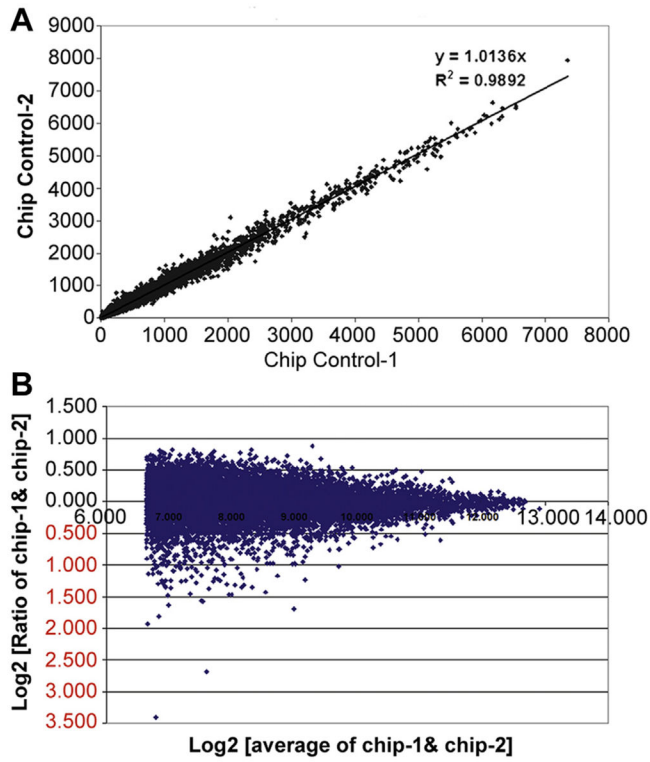 A
9000
8000
7000
6000
5000
4000
3000
2000
1000
0
Chip Control-2
y = 1.0136x
R² = 0.9892
0 1000 2000 3000 4000 5000 6000 7000 8000
Chip Control-1
B
1.500
1.000
0.500
0.000
0.500
1.000
1.500
2.000
2.500
3.000
3.500
Log2 [Ratio of chip-1& chip-2]
6.000 7.000 8.000 9.000 10.000 11.000 12.000 13.000 14.000
Log2 [average of chip-1& chip-2]